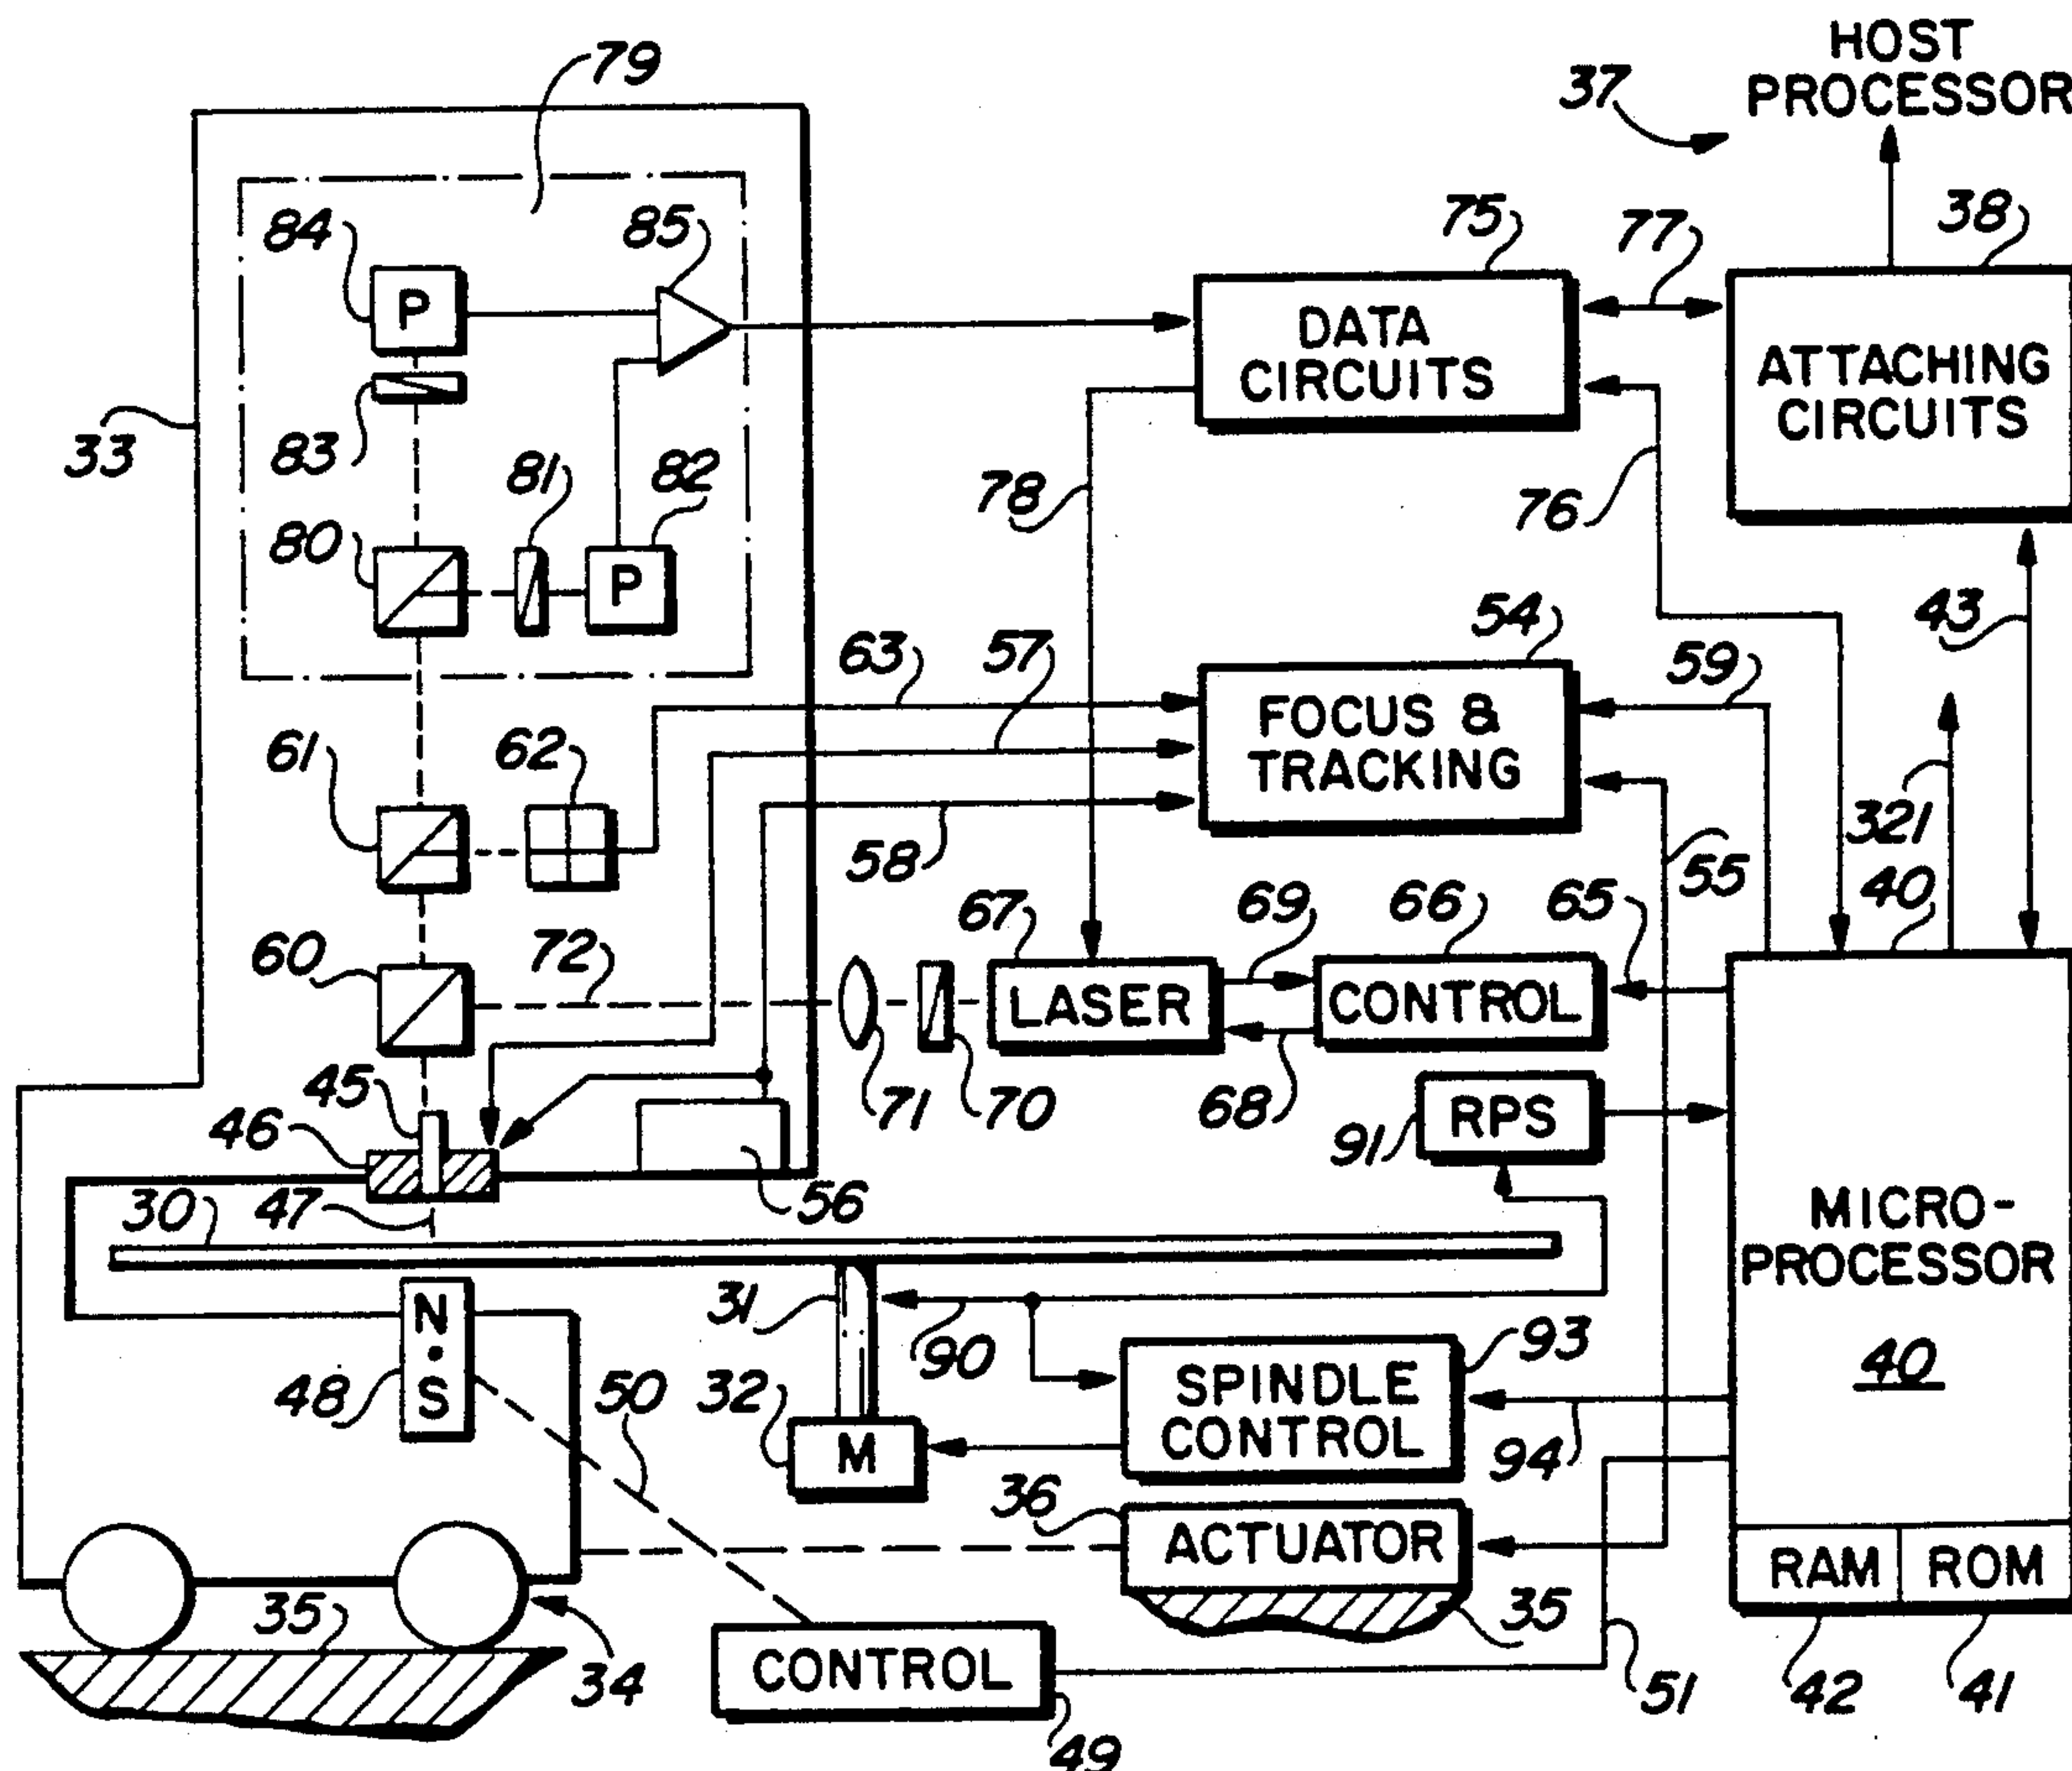 HOST
PROCESSOR
37
79
84
85
75
77
38
P
DATA
CIRCUITS
ATTACHING
CIRCUITS
33
83
81
82
78
76
80
P
43
54
63
57
59
FOCUS &
TRACKING
61
62
321
58
55
40
67
69
66
65
60
72
LASER
CONTROL
45
71
70
68
46
91
RPS
30
47
56
MICRO-
PROCESSOR
31
90
93
N
S
40
48
50
32
SPINDLE
CONTROL
M
94
36
ACTUATOR
RAM
ROM
35
35
34
CONTROL
51
42
41
49